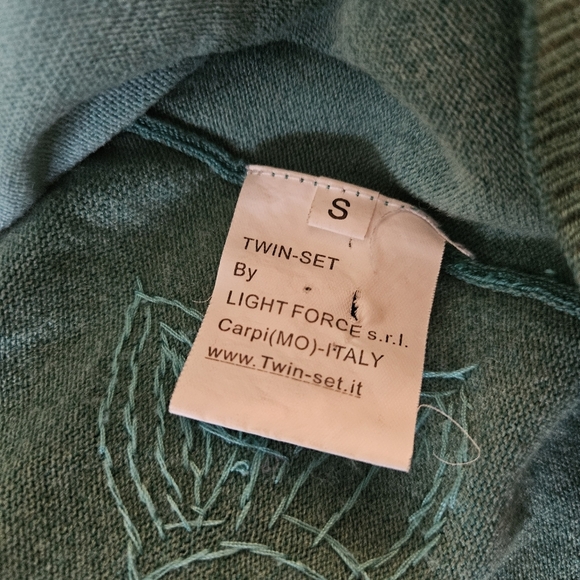 S
TWIN-SET
By
LIGHT FORCE s.r.l.
Carpi(MO)-ITALY
www.Twin-set.it